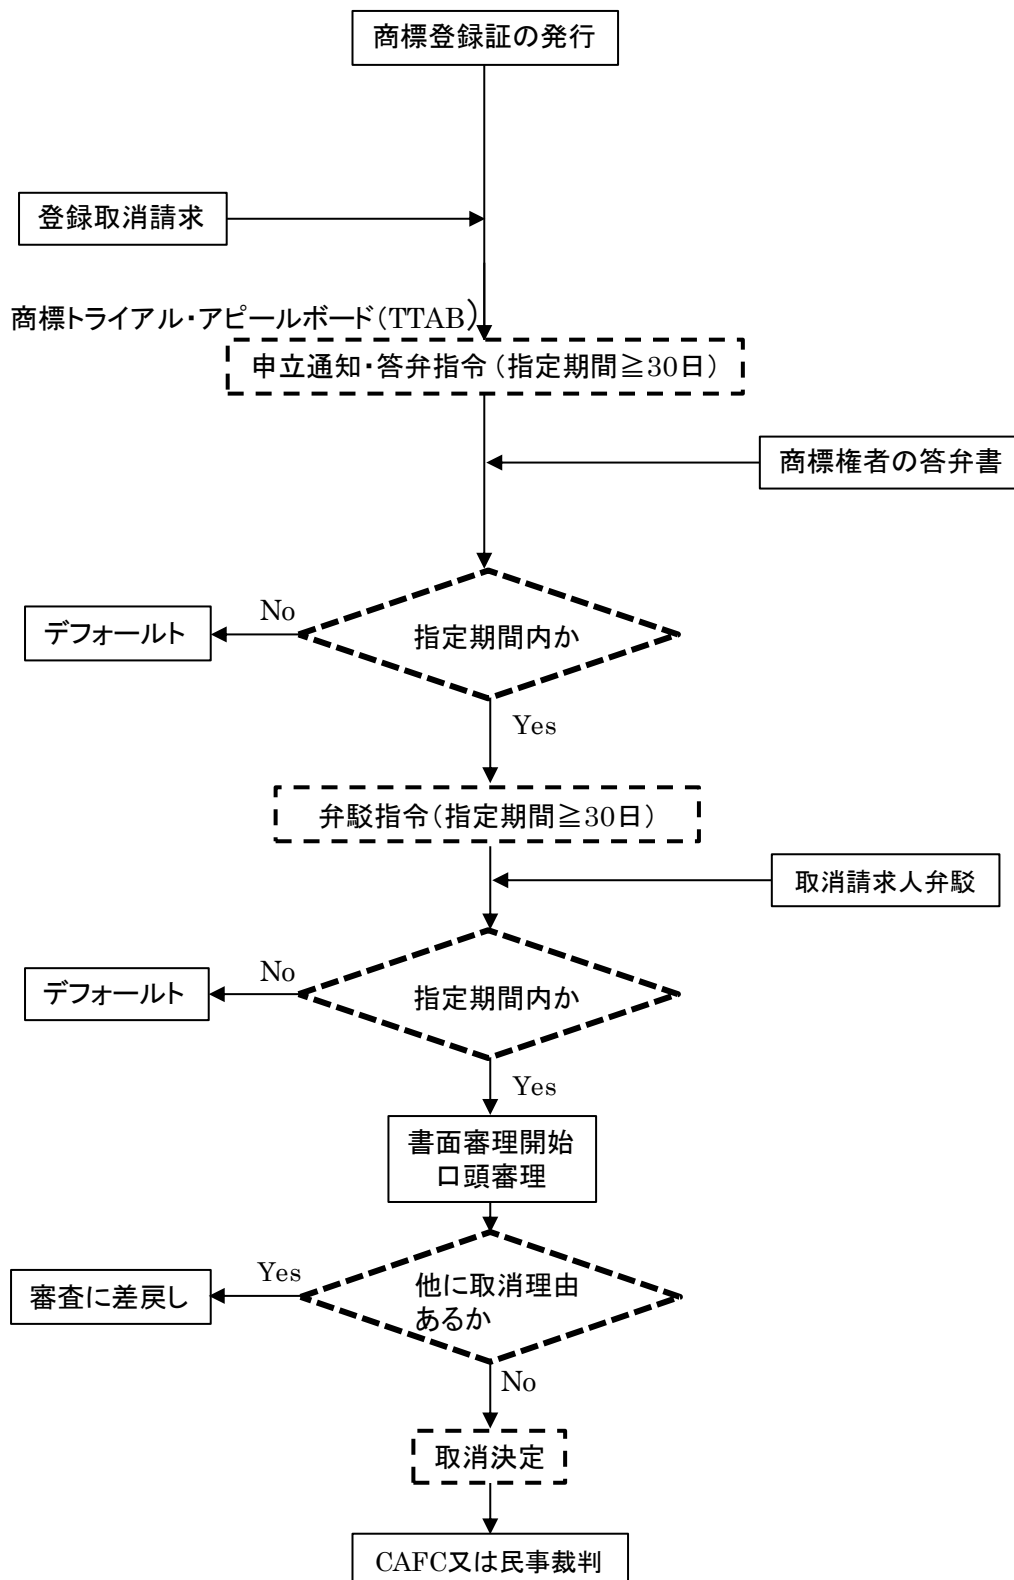 商標登録証の発行
登録取消請求
商標トライアル・アピールボード（TTAB）
申立通知・答弁指令（指定期間≧30日）
商標権者の答弁書
指定期間内か
No
デフォールト
Yes
弁駁指令（指定期間≧30日）
取消請求人弁駁
指定期間内か
No
デフォールト
Yes
書面審理開始
口頭審理
他に取消理由
あるか
Yes
審査に差戻し
No
取消決定
CAFC又は民事裁判